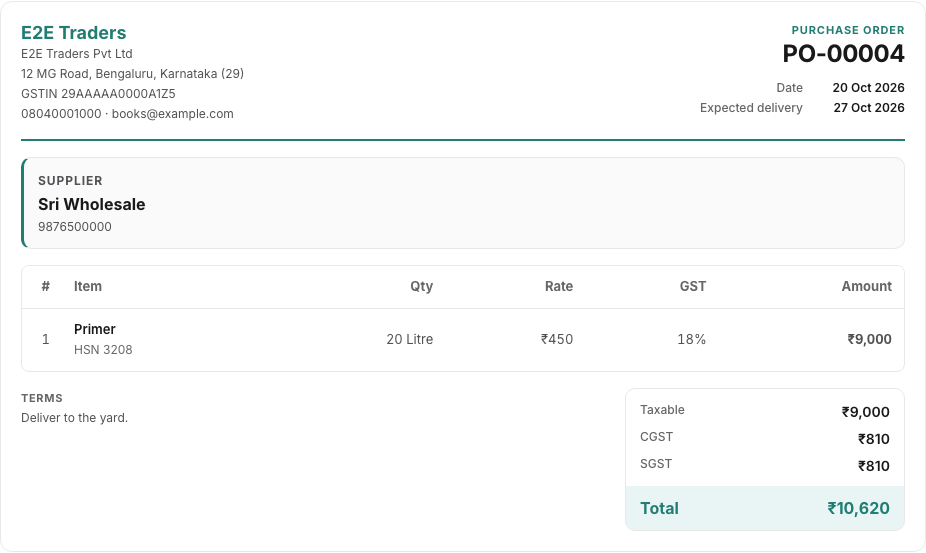 E2E Traders
E2E Traders Pvt Ltd
12 MG Road, Bengaluru, Karnataka (29)
GSTIN 29AAAAA0000A1Z5
08040001000 · books@example.com
PURCHASE ORDER
PO-00004
Date 20 Oct 2026
Expected delivery 27 Oct 2026
SUPPLIER
Sri Wholesale
9876500000
# Item Qty Rate GST Amount
1 Primer 20 Litre ₹450 18% ₹9,000
HSN 3208
TERMS
Deliver to the yard.
Taxable ₹9,000
CGST ₹810
SGST ₹810
Total ₹10,620